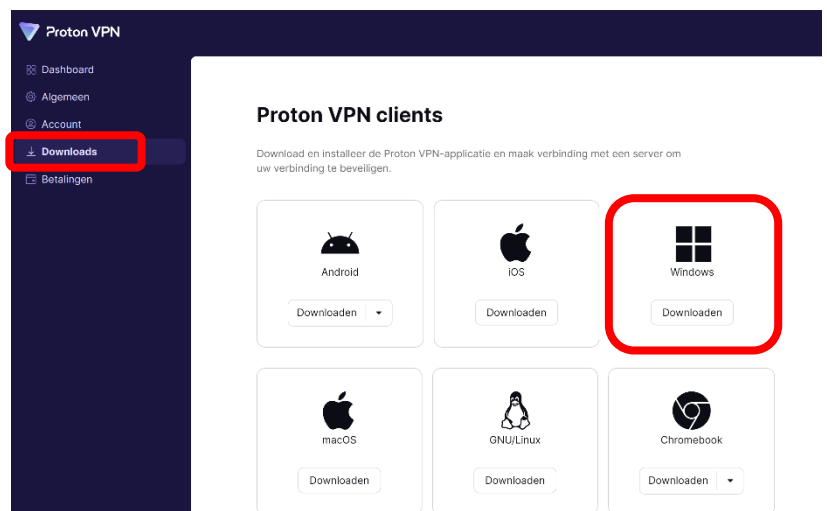 Proton VPN
Dashboard
Algemeen
Account
Downloads
Betalingen
Proton VPN clients
Download en installeer de Proton VPN-applicatie en maak verbinding met een server om
uw verbinding te beveiligen.
Android
Downloaden
iOS
Downloaden
Windows
Downloaden
macOS
Downloaden
GNU/Linux
Downloaden
Chromebook
Downloaden